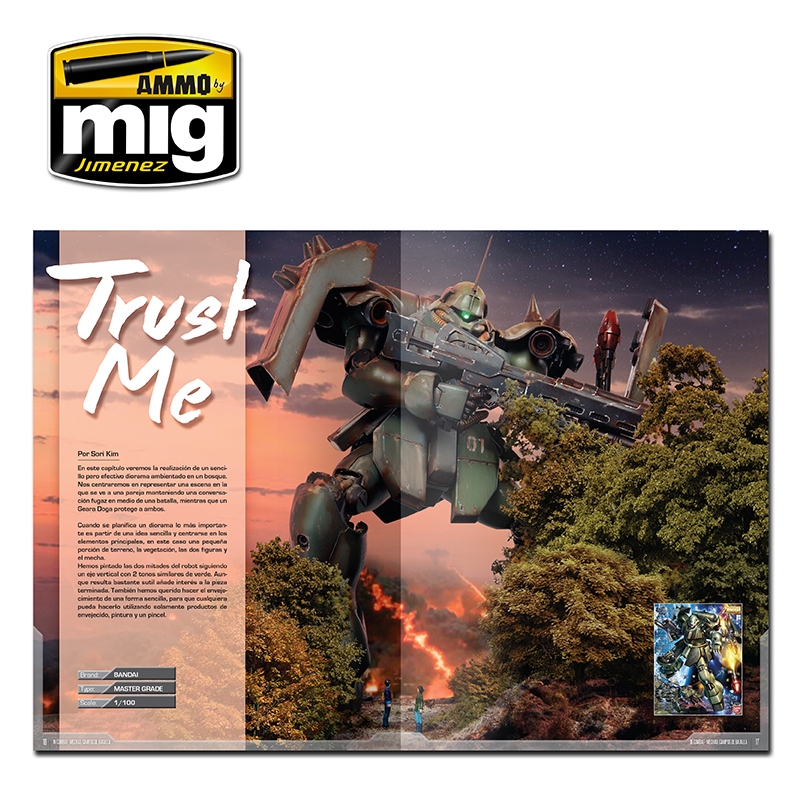 AMMO by
mig
Jimenez
Trust
Me
Por Sori Kim
En este capítulo veremos la realización de un senci-
llo pero efectivo diorama ambientado en un bosque.
Nos centraremos en representar una escena en la
que se ve a una pareja manteniendo una conversa-
ción fugaz en medio de una batalla, mientras que un
Geara Doga protege a ambos.
Cuando se planifica un diorama lo más importan-
te es partir de una idea sencilla y centrarse en los
elementos principales, en este caso una pequeña
porción de terreno, la vegetación, las dos figuras y
el mecha.
Hemos pintado las dos mitades del robot siguiendo
un eje vertical con 2 tonos similares de verde. Aun-
que resulta bastante sutil añade interés a la pieza
terminada. También hemos querido hacer el enveje-
cimiento de una forma sencilla, para que cualquiera
pueda hacerlo utilizando solamente productos de
envejecido, pintura y un pincel.
Brand: BANDAI
Type: MASTER GRADE
Scale: 1/100
01
16
17